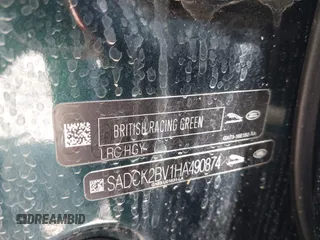 BRITISH RACING GREEN
LRC HGY
SADCK2BV1HA490874
DREAMBID